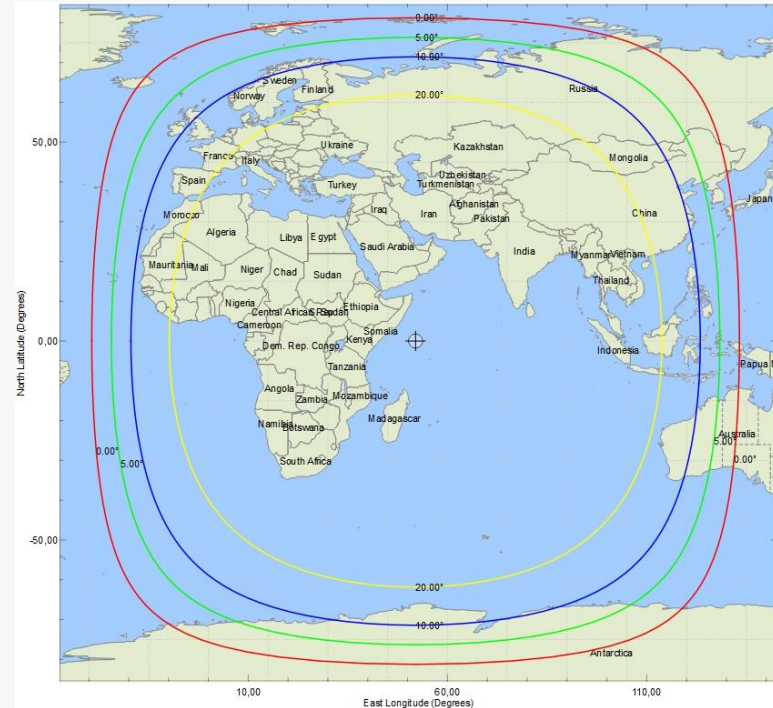 0.00°
5.00°
10.00°
20.00°
Sweden
Norway
Finland
Russia
50,00
Ukraine
Kazakhstan
Mongolia
France
Italy
Spain
Turkey
Uzbekistan
Turkmenistan
Japan
Morocco
Iraq
Iran
Afghanistan
Pakistan
China
Algeria
Libya
Egypt
Saudi Arabia
India
Myanmar
Vietnam
Mauritania
Mali
Niger
Chad
Sudan
Thailand
Nigeria
Central African Rep
S. Sudan
Ethiopia
Cameroon
Somalia
0,00
Dem. Rep. Congo
Kenya
Indonesia
Tanzania
Papua N
Angola
Zambia
Mozambique
Madagascar
Namibia
Botswana
Australia
5.00°
0.00°
5.00°
0.00°
South Africa
-50,00
20.00°
10.00°
Antarctica
10,00
60,00
110,00
East Longitude (Degrees)
North Latitude (Degrees)